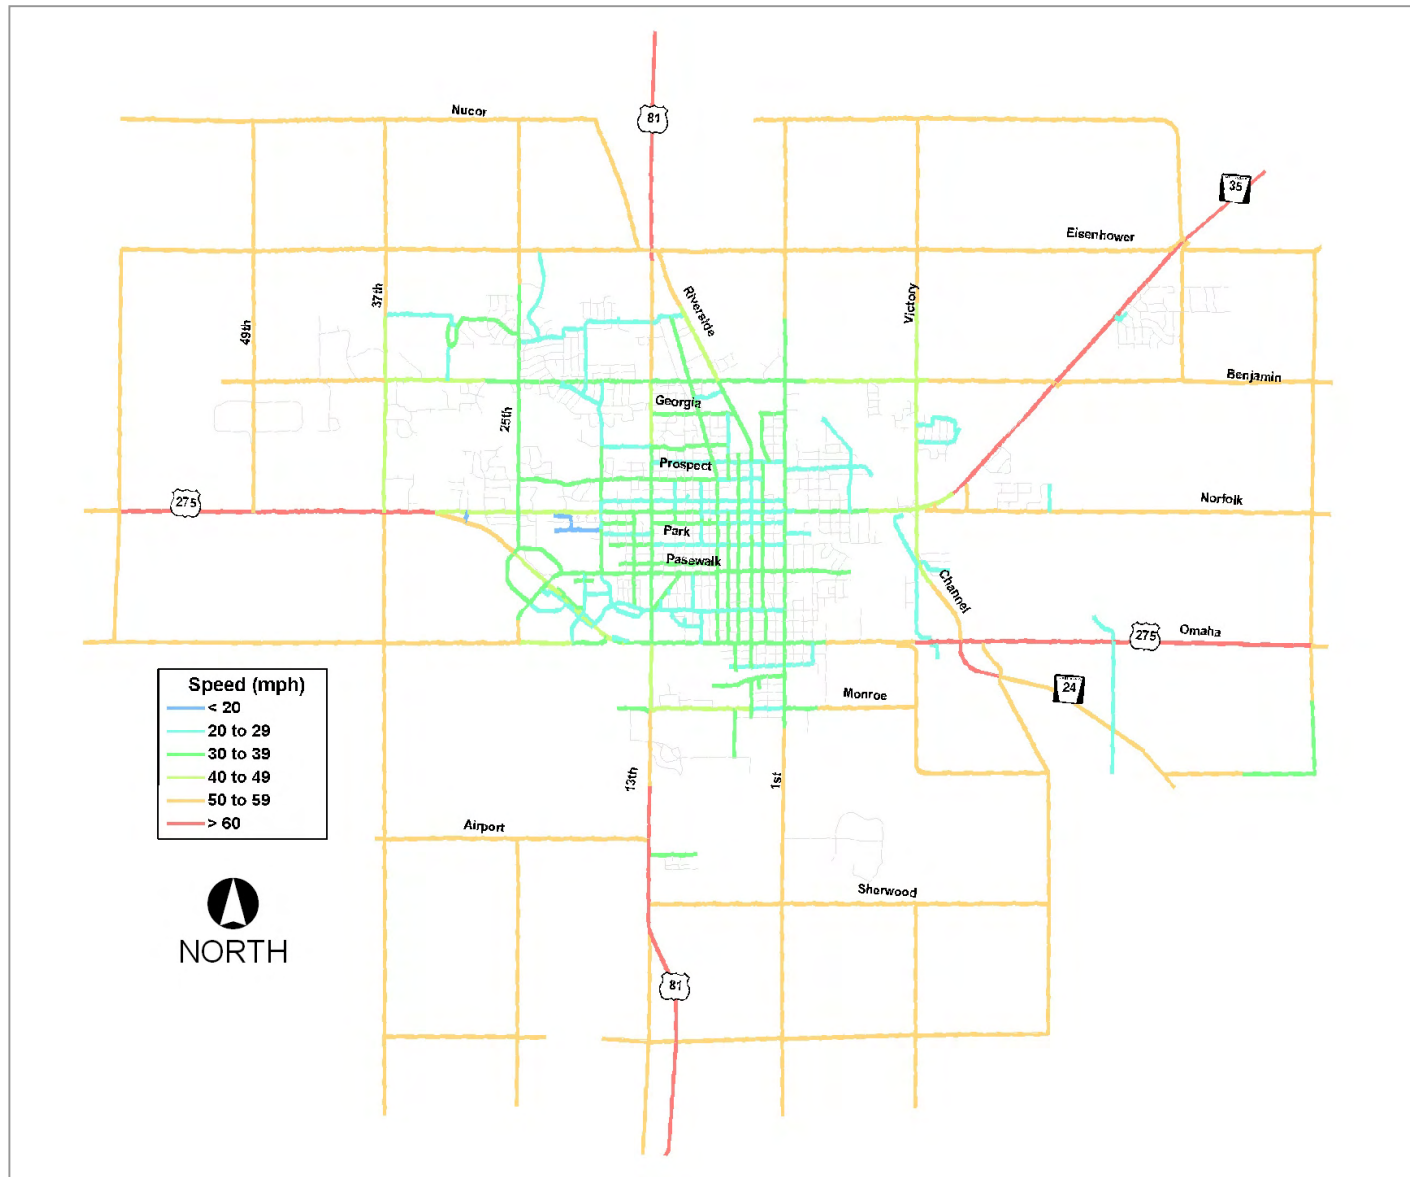 Nucor
81
35
Eisenhower
37th
Riverside
Victory
49th
Benjamin
Georgia
25th
Prospect
275
Norfolk
Park
Pasewalk
Channel
275
Omaha
Speed (mph)
< 20
20 to 29
30 to 39
40 to 49
50 to 59
> 60
24
Monroe
13th
1st
Airport
Sherwood
NORTH
81